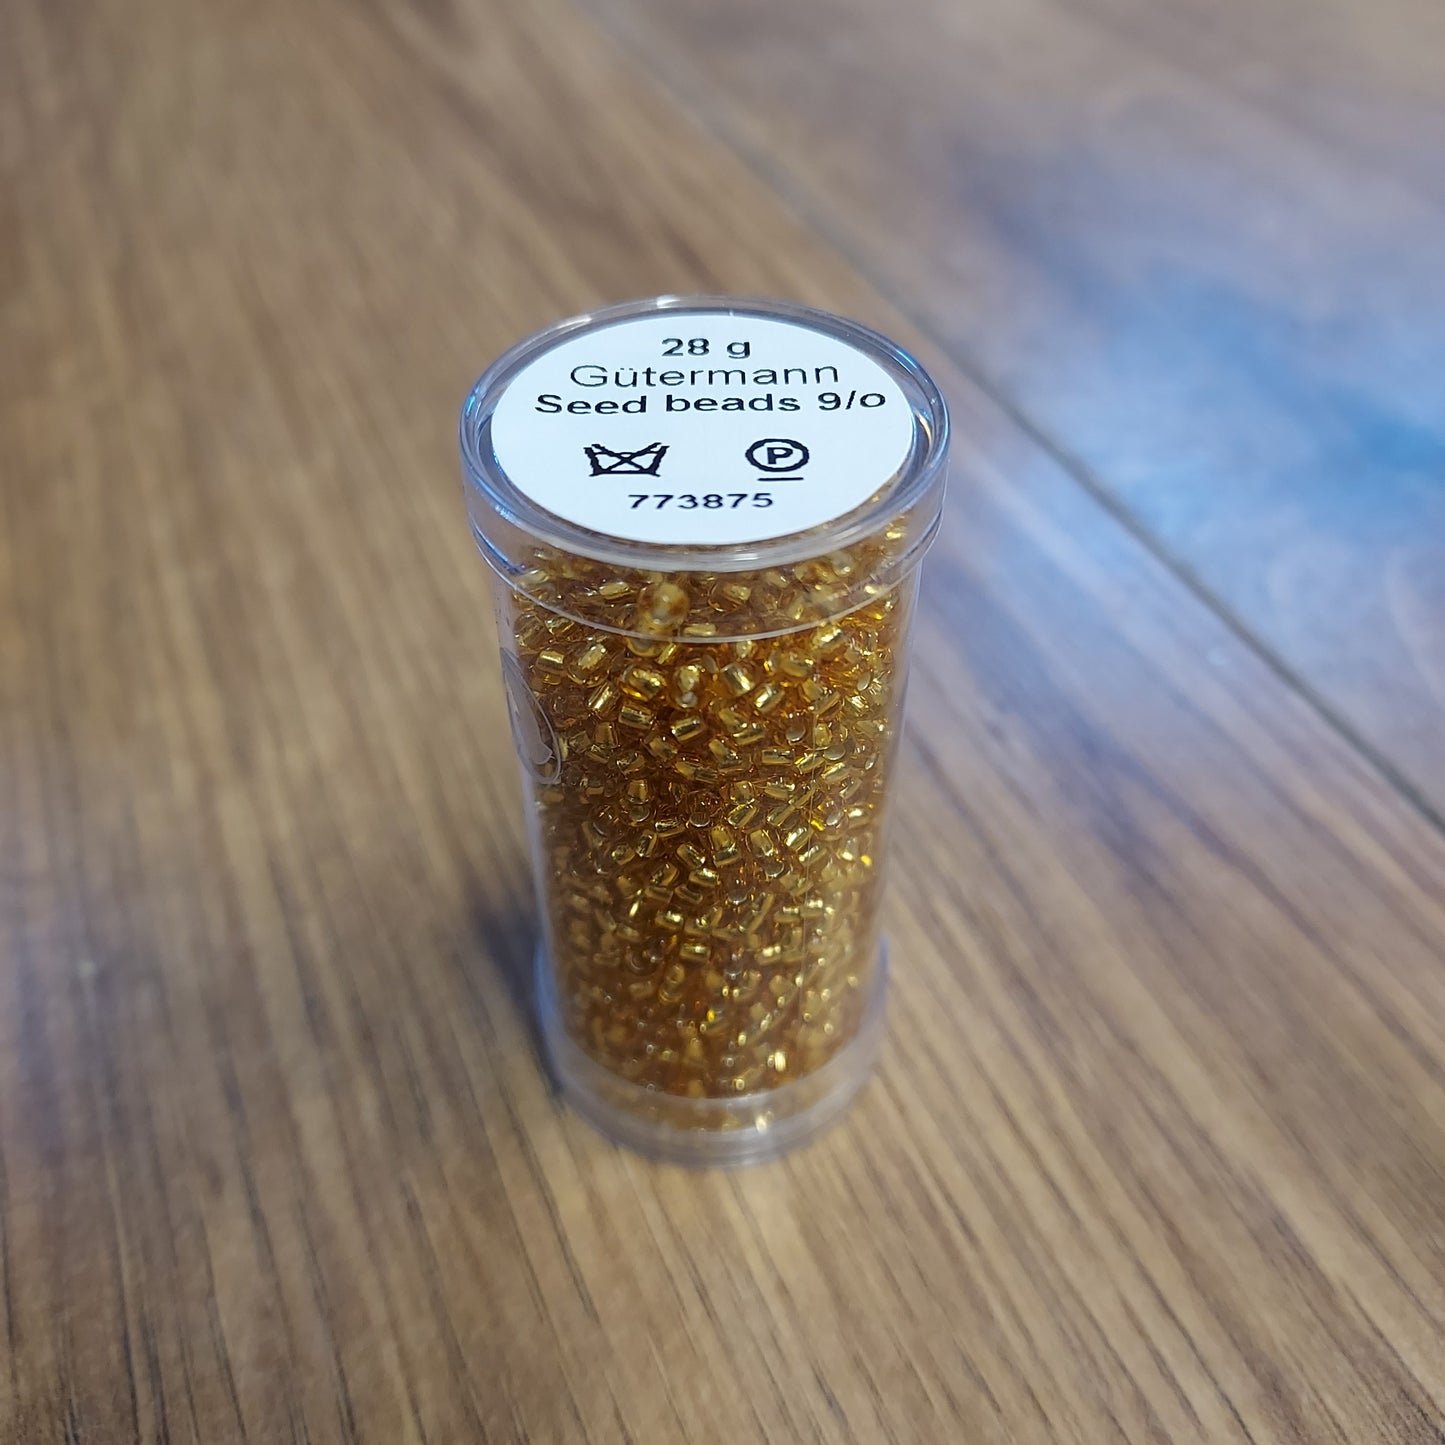 28 g
Gütermann
Seed beads 9/o
P
773875